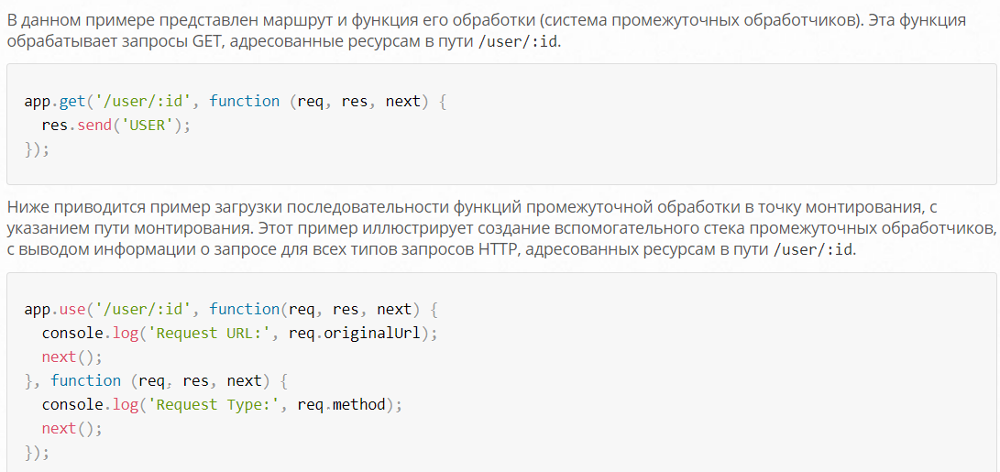 В данном примере представлен маршрут и функция его обработки (система промежуточных обработчиков). Эта функция
обрабатывает запросы GET, адресованные ресурсам в пути /user/:id.
app.get('/user/:id', function (req, res, next) {
  res.send('USER');
});
Ниже приводится пример загрузки последовательности функций промежуточной обработки в точку монтирования, с
указанием пути монтирования. Этот пример иллюстрирует создание вспомогательного стека промежуточных обработчиков,
с выводом информации о запросе для всех типов запросов HTTP, адресованных ресурсам в пути /user/:id.
app.use('/user/:id', function(req, res, next) {
  console.log('Request URL:', req.originalUrl);
  next();
}, function (req, res, next) {
  console.log('Request Type:', req.method);
  next();
});